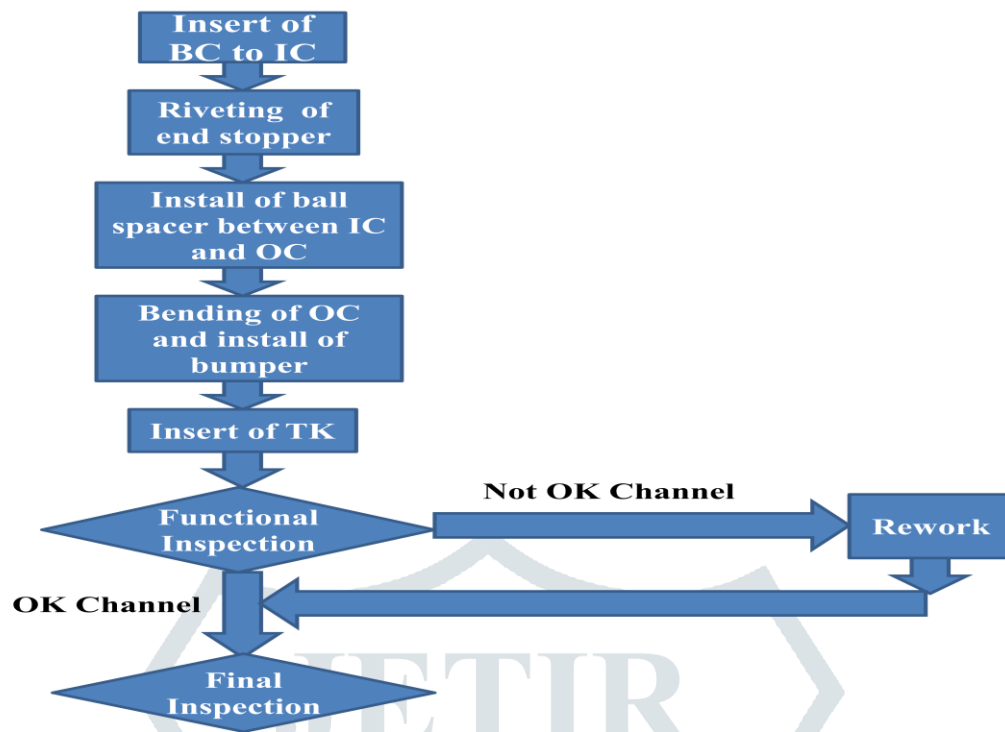 Insert of
BC to IC
Riveting of
end stopper
Install of ball
spacer between IC
and OC
Bending of OC
and install of
bumper
Insert of TK
Functional
Inspection
Not OK Channel
Rework
OK Channel
Final
Inspection
JETIR